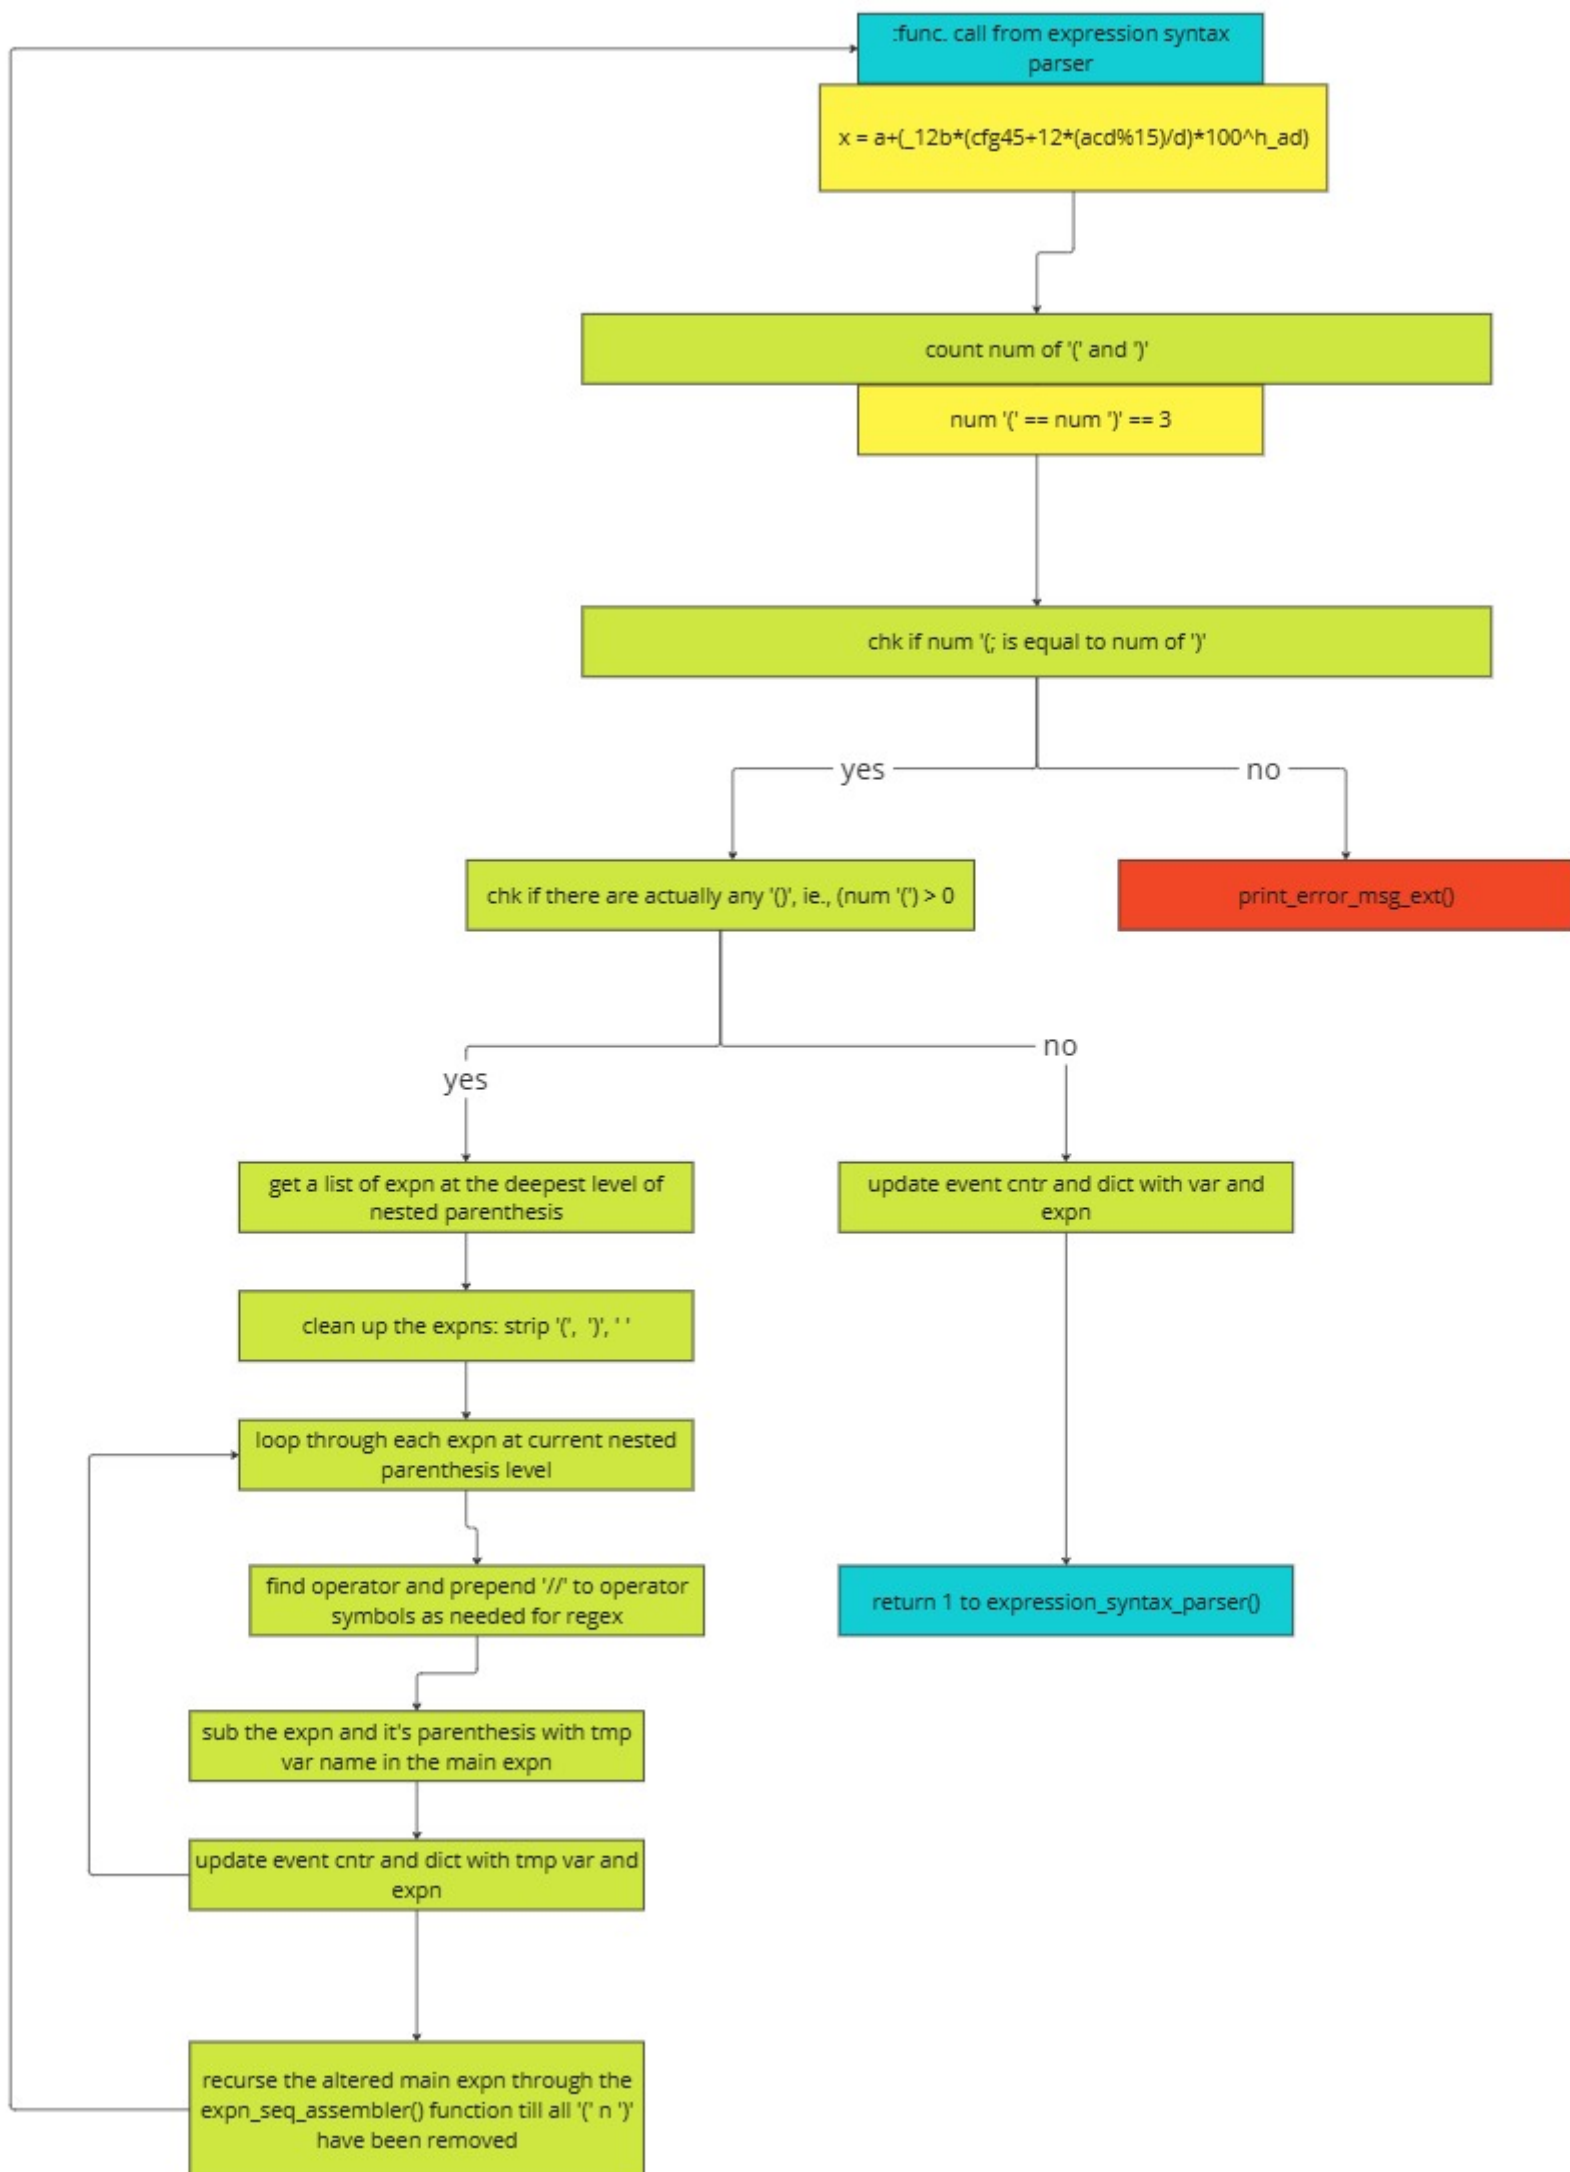 :func. call from expression syntax
parser
x = a+(_12b*(cfg45+12*(acd%15)/d)*100^h_ad)
count num of '(' and ')'
num '(' == num ')' == 3
chk if num '(; is equal to num of ')'
yes
no
chk if there are actually any '()', ie., (num '(') > 0
print_error_msg_ext()
no
yes
get a list of expn at the deepest level of
nested parenthesis
update event cntr and dict with var and
expn
clean up the expns: strip '(',  ')', ' '
loop through each expn at current nested
parenthesis level
find operator and prepend '//' to operator
symbols as needed for regex
return 1 to expression_syntax_parser()
sub the expn and it's parenthesis with tmp
var name in the main expn
update event cntr and dict with tmp var and
expn
recurse the altered main expn through the
expn_seq_assembler() function till all '(' n ')'
have been removed